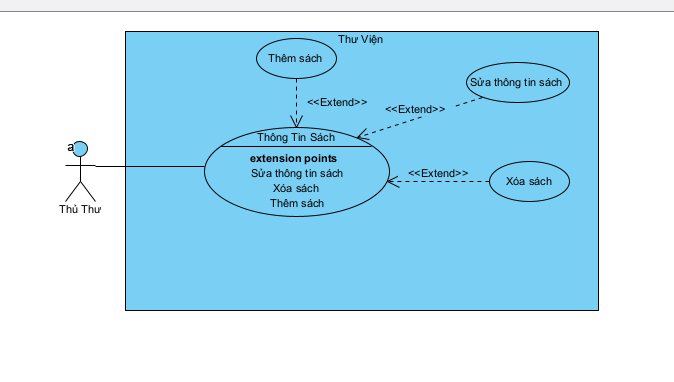 Thư Viện
Thêm sách
Sửa thông tin sách
<<Extend>>
<<Extend>>
a
Thông Tin Sách
extension points
Sửa thông tin sách
Xóa sách
Thêm sách
<<Extend>>
Xóa sách
Thủ Thư